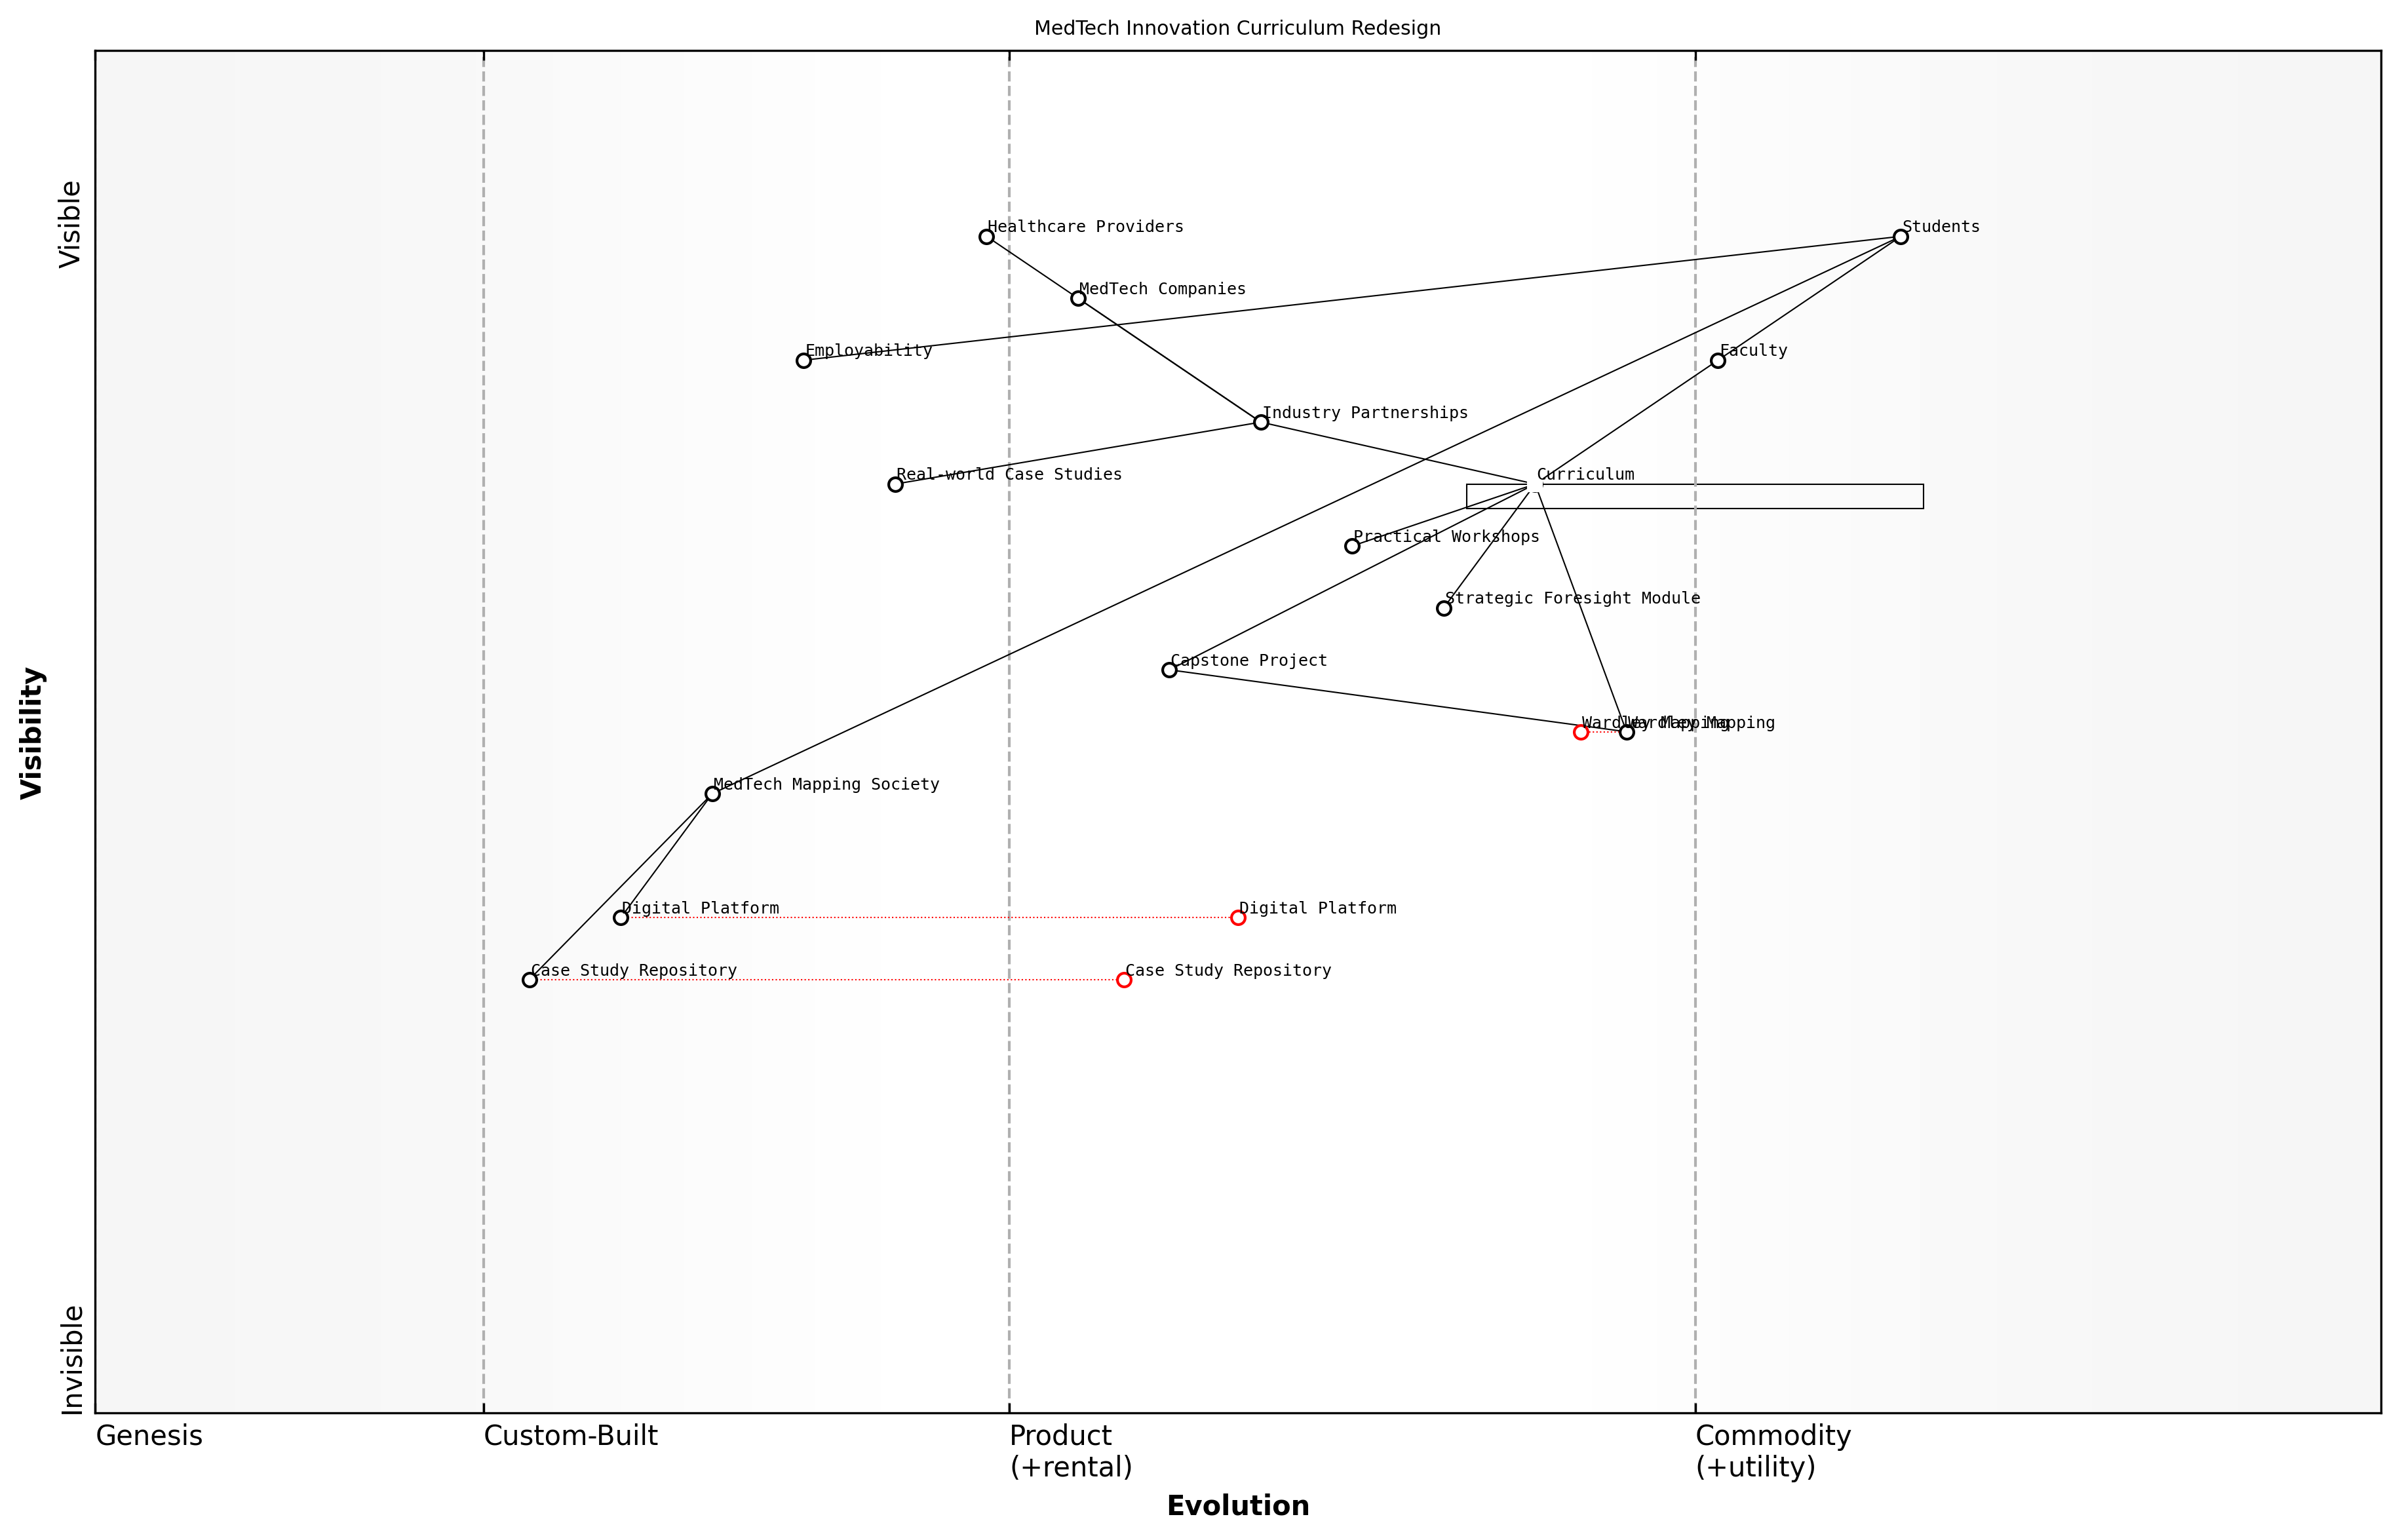 MedTech Innovation Curriculum Redesign
Visible
Healthcare Providers
Students
MedTech Companies
Employability
Faculty
Industry Partnerships
Real-world Case Studies
Curriculum
Practical Workshops
Strategic Foresight Module
Capstone Project
Wardley Mapping
Wardley Mapping
MedTech Mapping Society
Digital Platform
Digital Platform
Case Study Repository
Case Study Repository
Visibility
Invisible
Genesis
Custom-Built
Product
(+rental)
Commodity
(+utility)
Evolution